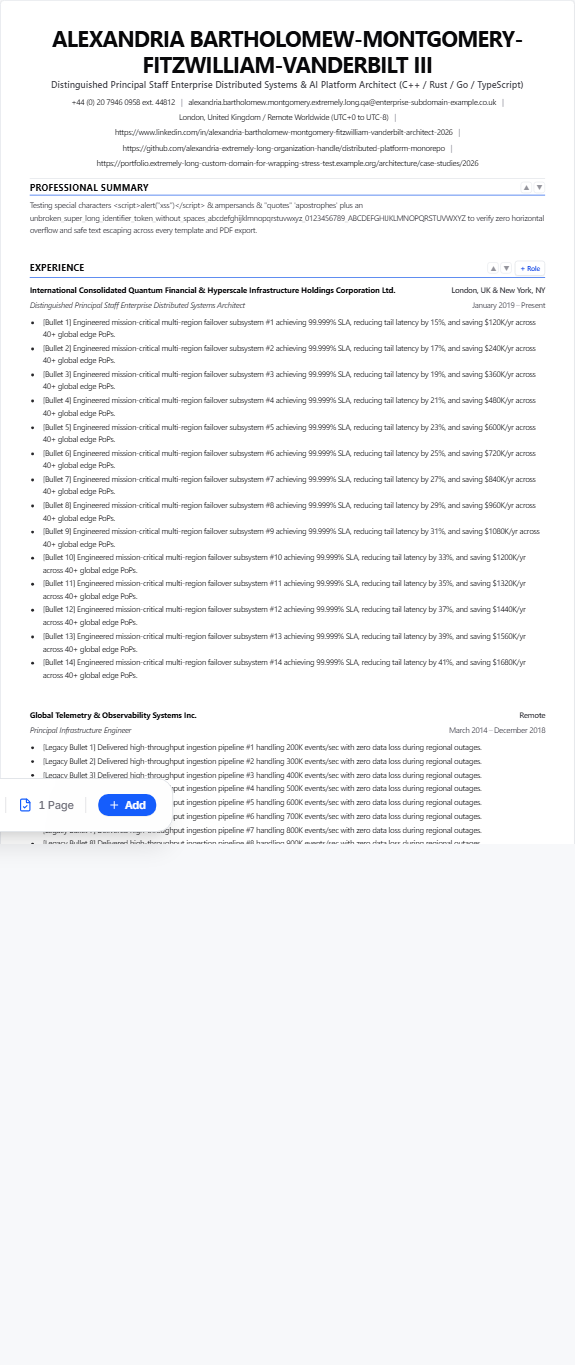 ALEXANDRIA BARTHOLOMEW-MONTGOMERY-
FITZWILLIAM-VANDERBILT III
Distinguished Principal Staff Enterprise Distributed Systems & AI Platform Architect (C++ / Rust / Go / TypeScript)
+44 (0) 20 7946 0958 ext. 44812 | alexandria.bartholomew.montgomery.extremely.long.qa@enterprise-subdomain-example.co.uk |
London, United Kingdom / Remote Worldwide (UTC+0 to UTC-8) |
https://www.linkedin.com/in/alexandria-bartholomew-montgomery-fitzwilliam-vanderbilt-architect-2026 |
https://github.com/alexandria-extremely-long-organization-handle/distributed-platform-monorepo |
https://portfolio.extremely-long-custom-domain-for-wrapping-stress-test.example.org/architecture/case-studies/2026
PROFESSIONAL SUMMARY ▲ ▼
Testing special characters <script>alert("xss")</script> & ampersands & "quotes" 'apostrophes' plus an
unbroken_super_long_identifier_token_without_spaces_abcdefghijklmnopqrstuvwxyz_0123456789_ABCDEFGHIJKLMNOPQRSTUVWXYZ to verify zero horizontal
overflow and safe text escaping across every template and PDF export.
EXPERIENCE ▲ ▼ + Role
International Consolidated Quantum Financial & Hyperscale Infrastructure Holdings Corporation Ltd. London, UK & New York, NY
Distinguished Principal Staff Enterprise Distributed Systems Architect January 2019 - Present
• [Bullet 1] Engineered mission-critical multi-region failover subsystem #1 achieving 99.999% SLA, reducing tail latency by 15%, and saving $120K/yr across
40+ global edge PoPs.
• [Bullet 2] Engineered mission-critical multi-region failover subsystem #2 achieving 99.999% SLA, reducing tail latency by 17%, and saving $240K/yr across
40+ global edge PoPs.
• [Bullet 3] Engineered mission-critical multi-region failover subsystem #3 achieving 99.999% SLA, reducing tail latency by 19%, and saving $360K/yr across
40+ global edge PoPs.
• [Bullet 4] Engineered mission-critical multi-region failover subsystem #4 achieving 99.999% SLA, reducing tail latency by 21%, and saving $480K/yr across
40+ global edge PoPs.
• [Bullet 5] Engineered mission-critical multi-region failover subsystem #5 achieving 99.999% SLA, reducing tail latency by 23%, and saving $600K/yr across
40+ global edge PoPs.
• [Bullet 6] Engineered mission-critical multi-region failover subsystem #6 achieving 99.999% SLA, reducing tail latency by 25%, and saving $720K/yr across
40+ global edge PoPs.
• [Bullet 7] Engineered mission-critical multi-region failover subsystem #7 achieving 99.999% SLA, reducing tail latency by 27%, and saving $840K/yr across
40+ global edge PoPs.
• [Bullet 8] Engineered mission-critical multi-region failover subsystem #8 achieving 99.999% SLA, reducing tail latency by 29%, and saving $960K/yr across
40+ global edge PoPs.
• [Bullet 9] Engineered mission-critical multi-region failover subsystem #9 achieving 99.999% SLA, reducing tail latency by 31%, and saving $1080K/yr across
40+ global edge PoPs.
• [Bullet 10] Engineered mission-critical multi-region failover subsystem #10 achieving 99.999% SLA, reducing tail latency by 33%, and saving $1200K/yr
across 40+ global edge PoPs.
• [Bullet 11] Engineered mission-critical multi-region failover subsystem #11 achieving 99.999% SLA, reducing tail latency by 35%, and saving $1320K/yr
across 40+ global edge PoPs.
• [Bullet 12] Engineered mission-critical multi-region failover subsystem #12 achieving 99.999% SLA, reducing tail latency by 37%, and saving $1440K/yr
across 40+ global edge PoPs.
• [Bullet 13] Engineered mission-critical multi-region failover subsystem #13 achieving 99.999% SLA, reducing tail latency by 39%, and saving $1560K/yr
across 40+ global edge PoPs.
• [Bullet 14] Engineered mission-critical multi-region failover subsystem #14 achieving 99.999% SLA, reducing tail latency by 41%, and saving $1680K/yr
across 40+ global edge PoPs.
Global Telemetry & Observability Systems Inc. Remote
Principal Infrastructure Engineer March 2014 - December 2018
• [Legacy Bullet 1] Delivered high-throughput ingestion pipeline #1 handling 200K events/sec with zero data loss during regional outages.
• [Legacy Bullet 2] Delivered high-throughput ingestion pipeline #2 handling 300K events/sec with zero data loss during regional outages.
• [Legacy Bullet 3] Delivered high-throughput ingestion pipeline #3 handling 400K events/sec with zero data loss during regional outages.
ingestion pipeline #4 handling 500K events/sec with zero data loss during regional outages.
ingestion pipeline #5 handling 600K events/sec with zero data loss during regional outages.
1 Page + Add
ingestion pipeline #6 handling 700K events/sec with zero data loss during regional outages.
ingestion pipeline #7 handling 800K events/sec with zero data loss during regional outages.
[Legacy Bullet 8] Delivered high-throughput ingestion pipeline #8 handling 900K events/sec with zero data loss during regional outages.